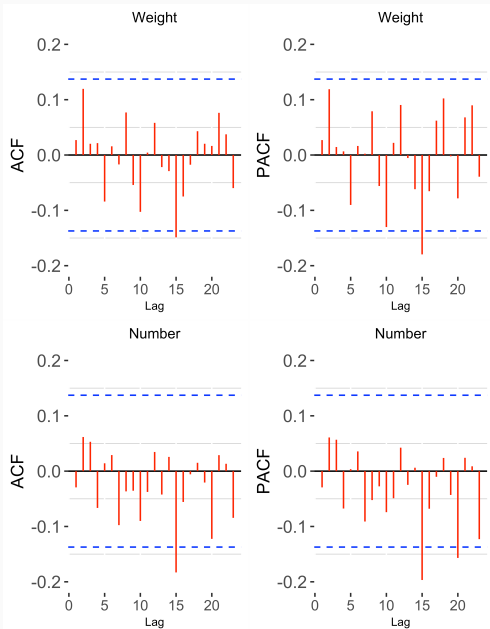 Weight
Weight
0.2
0.1
0.0
-0.1
-0.2
ACF
0 5 10 15 20
Lag
0.2
0.1
0.0
-0.1
-0.2
PACF
0 5 10 15 20
Lag
Number
Number
0.2
0.1
0.0
-0.1
-0.2
ACF
0 5 10 15 20
Lag
0.2
0.1
0.0
-0.1
-0.2
PACF
0 5 10 15 20
Lag